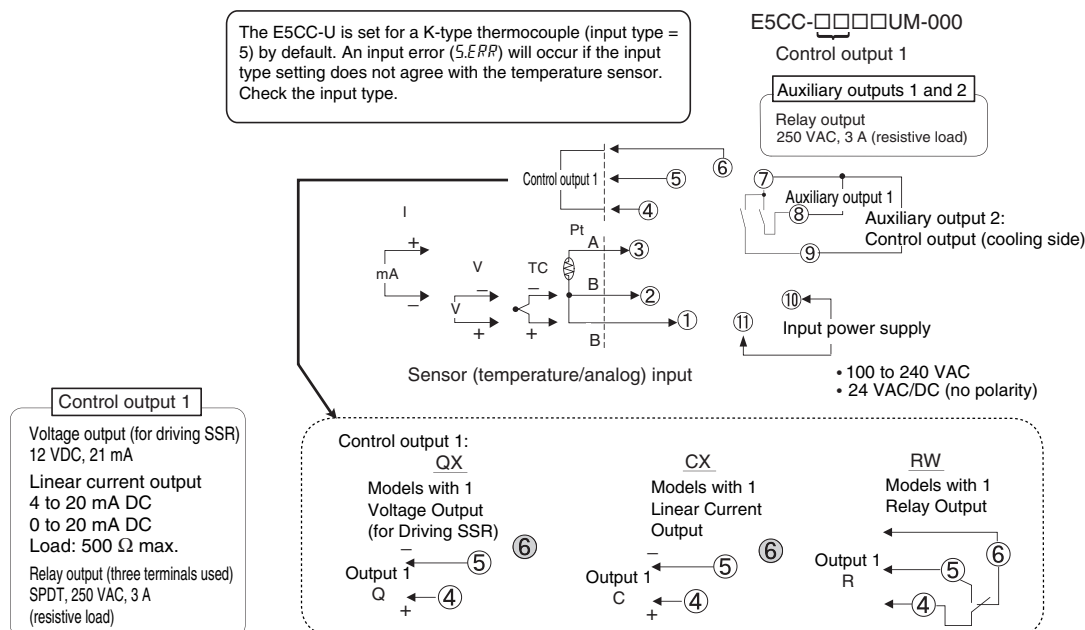 The E5CC-U is set for a K-type thermocouple (input type =
5) by default. An input error (S.ERR) will occur if the input
type setting does not agree with the temperature sensor.
Check the input type.
E5CC-□□□□UM-000
Control output 1
Auxiliary outputs 1 and 2
Relay output
250 VAC, 3 A (resistive load)
Control output 1
⑥
⑤
④
⑦
Auxiliary output 1
⑧
Auxiliary output 2:
Control output (cooling side)
⑨
I
+
mA
−
V
−
V
+
TC
−
+
Pt
A
③
B
②
①
B
⑩
⑪
Input power supply
• 100 to 240 VAC
• 24 VAC/DC (no polarity)
Sensor (temperature/analog) input
Control output 1
Voltage output (for driving SSR)
12 VDC, 21 mA
Linear current output
4 to 20 mA DC
0 to 20 mA DC
Load: 500 Ω max.
Relay output (three terminals used)
SPDT, 250 VAC, 3 A
(resistive load)
Control output 1:
QX
Models with 1
Voltage Output
(for Driving SSR)
⑥
−
⑤
Output 1
Q
④
+
CX
Models with 1
Linear Current
Output
⑥
−
⑤
Output 1
C
④
+
RW
Models with 1
Relay Output
⑥
Output 1
⑤
R
④